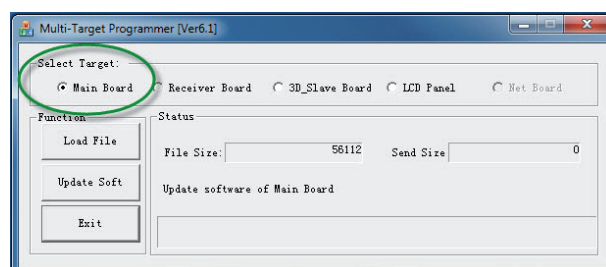 Multi-Target Programmer [Ver6.1]
Select Target:
Main Board Receiver Board 3D_Slave Board LCD Panel Net Board
Function Status
Load File
File Size: 56112 Send Size 0
Update Soft
Update software of Main Board
Exit